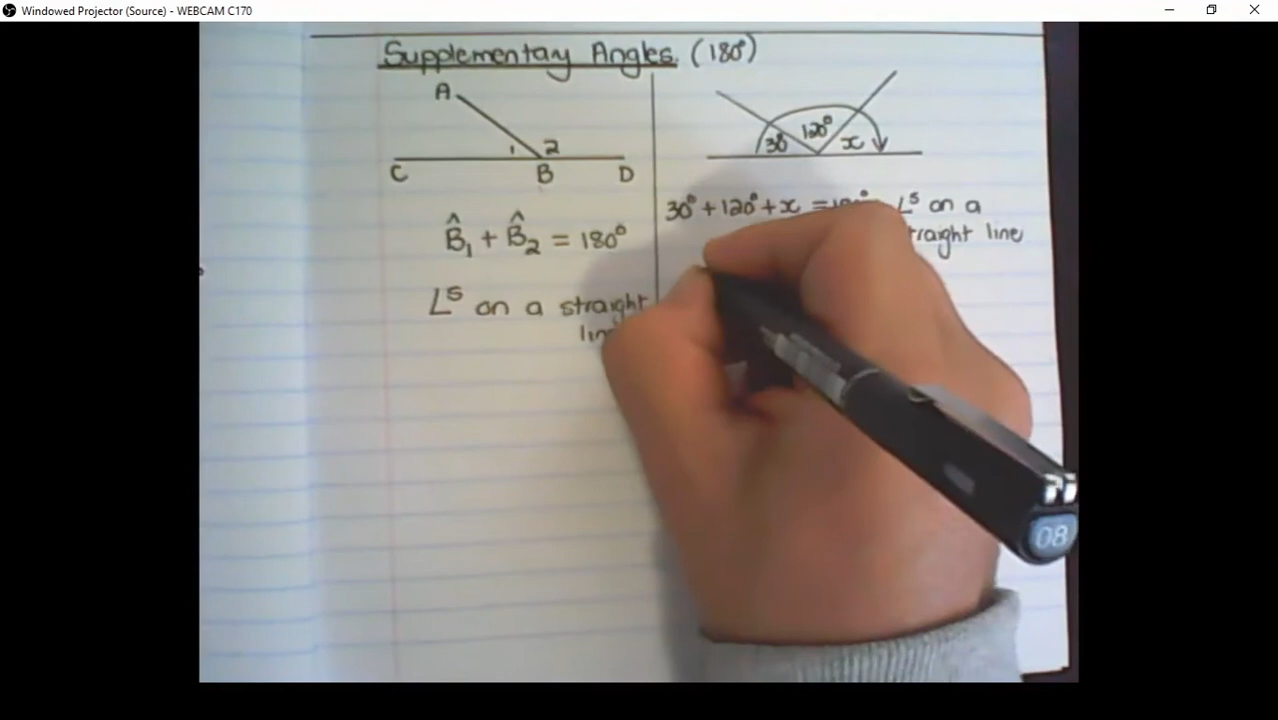 Windowed Projector (Source) - WEBCAM C170
Supplementary Angles (180°)
A
1 2
C B D
B̂₁ + B̂₂ = 180°
∠s on a straight
30° 120° x
30° + 120° + x = ∠s on a
line
08